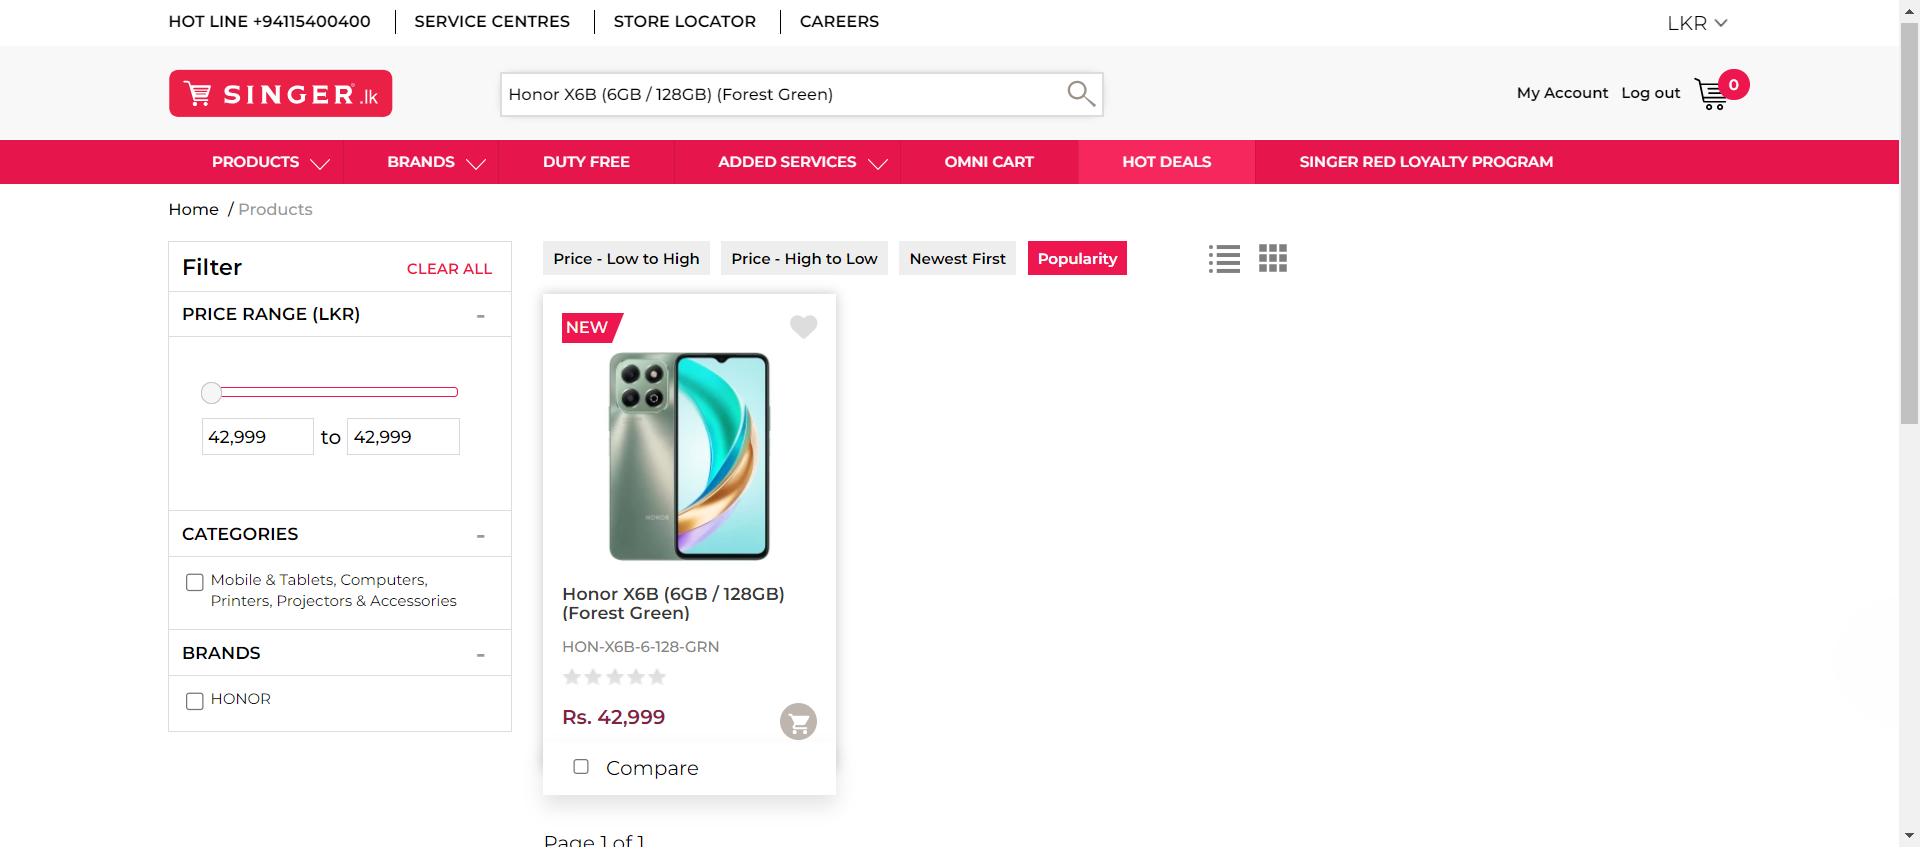 HOT LINE +94115400400
SERVICE CENTRES
STORE LOCATOR
CAREERS
LKR
SINGER.lk
Honor X6B (6GB / 128GB) (Forest Green)
My Account
Log out
0
PRODUCTS
BRANDS
DUTY FREE
ADDED SERVICES
OMNI CART
HOT DEALS
SINGER RED LOYALTY PROGRAM
Home / Products
Filter
CLEAR ALL
PRICE RANGE (LKR)
-
42,999 to 42,999
CATEGORIES
-
Mobile & Tablets, Computers,
Printers, Projectors & Accessories
BRANDS
-
HONOR
Price - Low to High
Price - High to Low
Newest First
Popularity
NEW
HONOR
Honor X6B (6GB / 128GB)
(Forest Green)
HON-X6B-6-128-GRN
Rs. 42,999
Compare
Page 1 of 1